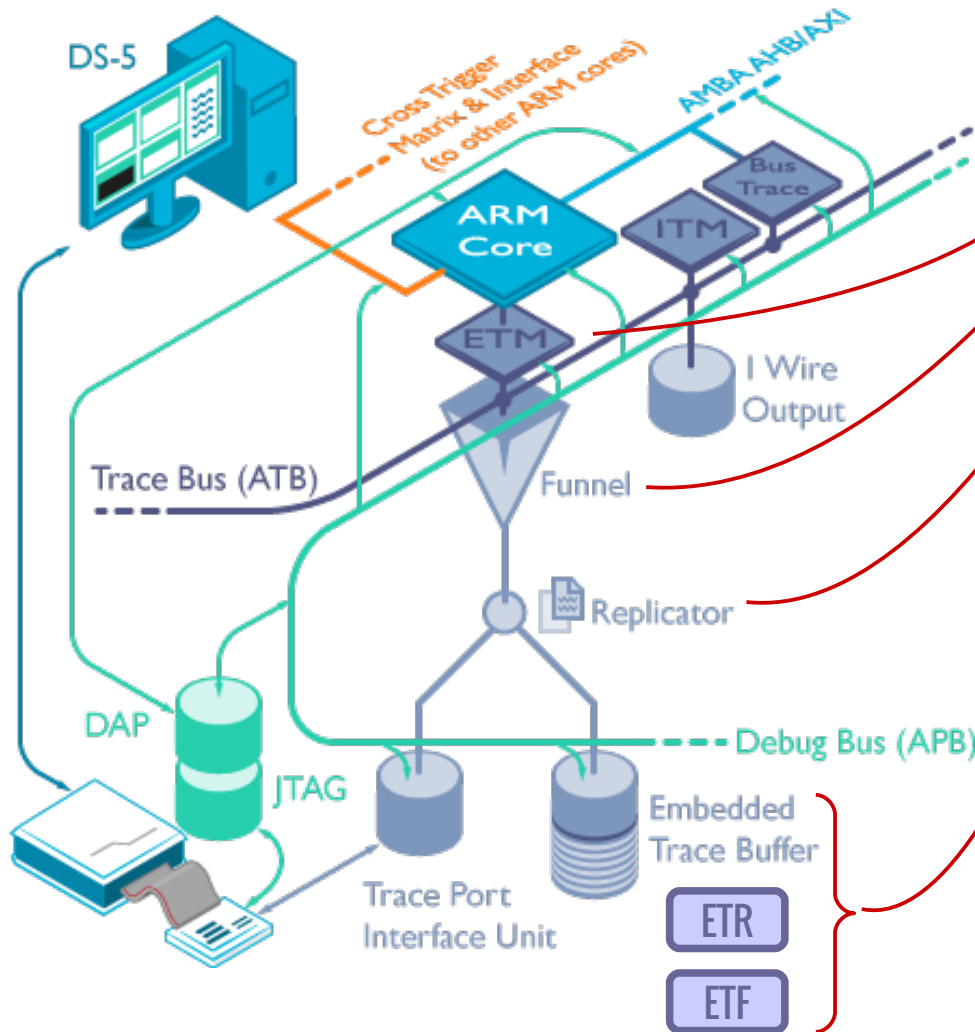 DS-5
Cross Trigger
Matrix & Interface
(to other ARM cores)
AMBA AHB/AXI
Bus
Trace
ITM
ARM
Core
ETM
1 Wire
Output
Trace Bus (ATB)
Funnel
Replicator
DAP
JTAG
Debug Bus (APB)
Embedded
Trace Buffer
Trace Port
Interface Unit
ETR
ETF